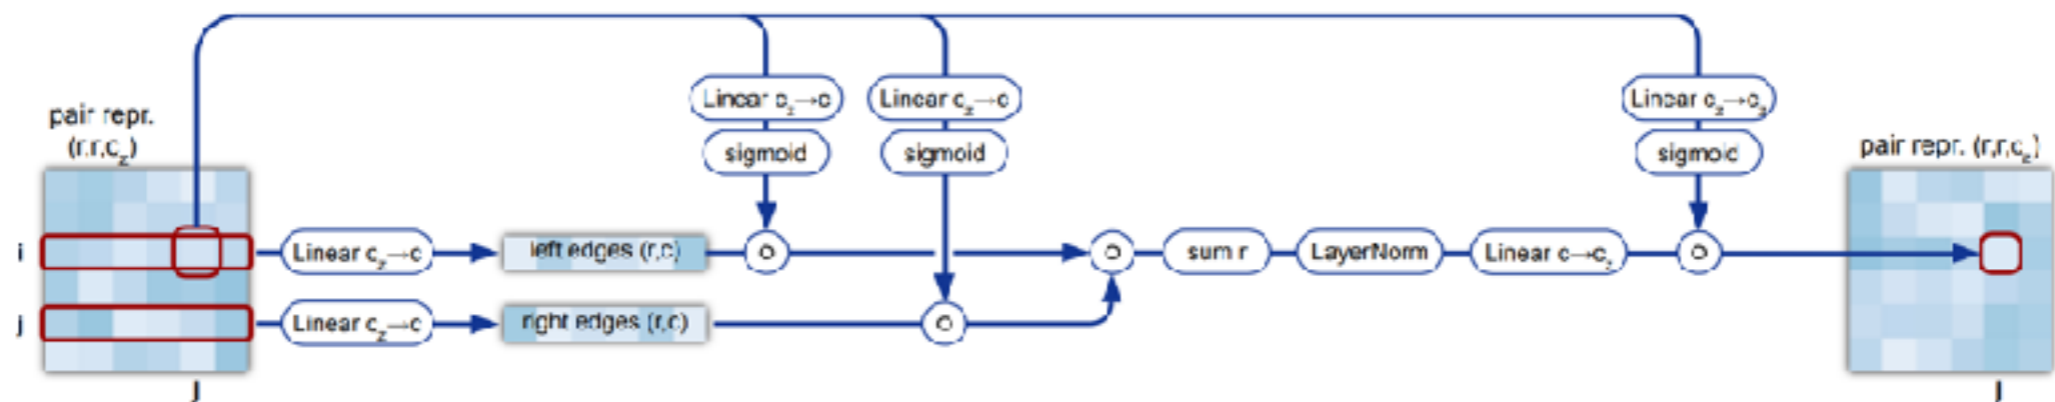 pair repr.
(r,r,c_z)
i
j
j
Linear c_z→c
Linear c_z→c
left edges (r,c)
right edges (r,c)
Linear c_z→c
sigmoid
Linear c_z→c
sigmoid
sum r
LayerNorm
Linear c→c_z
Linear c_z→c_z
sigmoid
pair repr. (r,r,c_z)
j